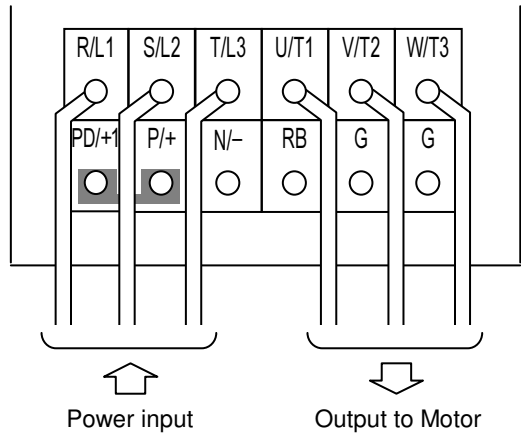 R/L1 S/L2 T/L3 U/T1 V/T2 W/T3
PD/+1 P/+ N/– RB G G
Power input Output to Motor